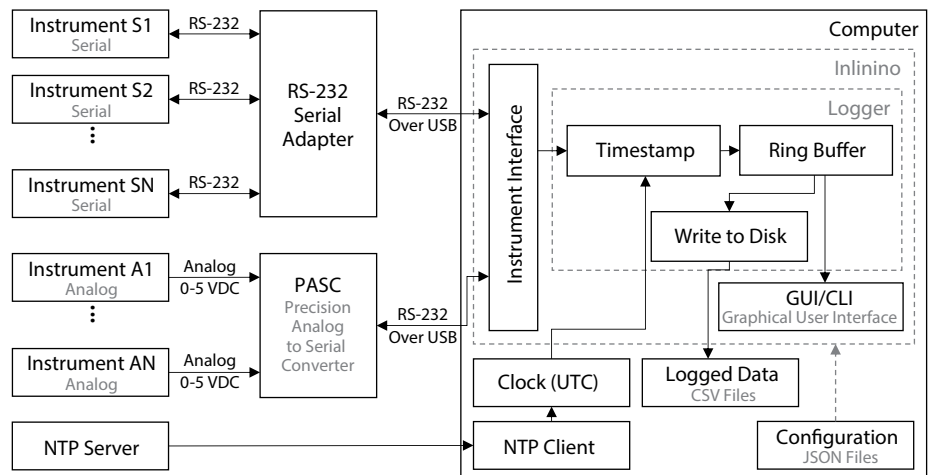 Computer
Instrument S1
Serial
RS-232
Inlinino
Instrument S2
Serial
RS-232
RS-232
Serial
Adapter
RS-232
Over USB
Logger
Timestamp
Ring Buffer
Instrument SN
Serial
RS-232
Instrument Interface
Write to Disk
Instrument A1
Analog
Analog
0-5 VDC
PASC
Precision
Analog
to Serial
Converter
RS-232
Over USB
GUI/CLI
Graphical User Interface
Instrument AN
Analog
Analog
0-5 VDC
Clock (UTC)
Logged Data
CSV Files
NTP Server
NTP Client
Configuration
JSON Files